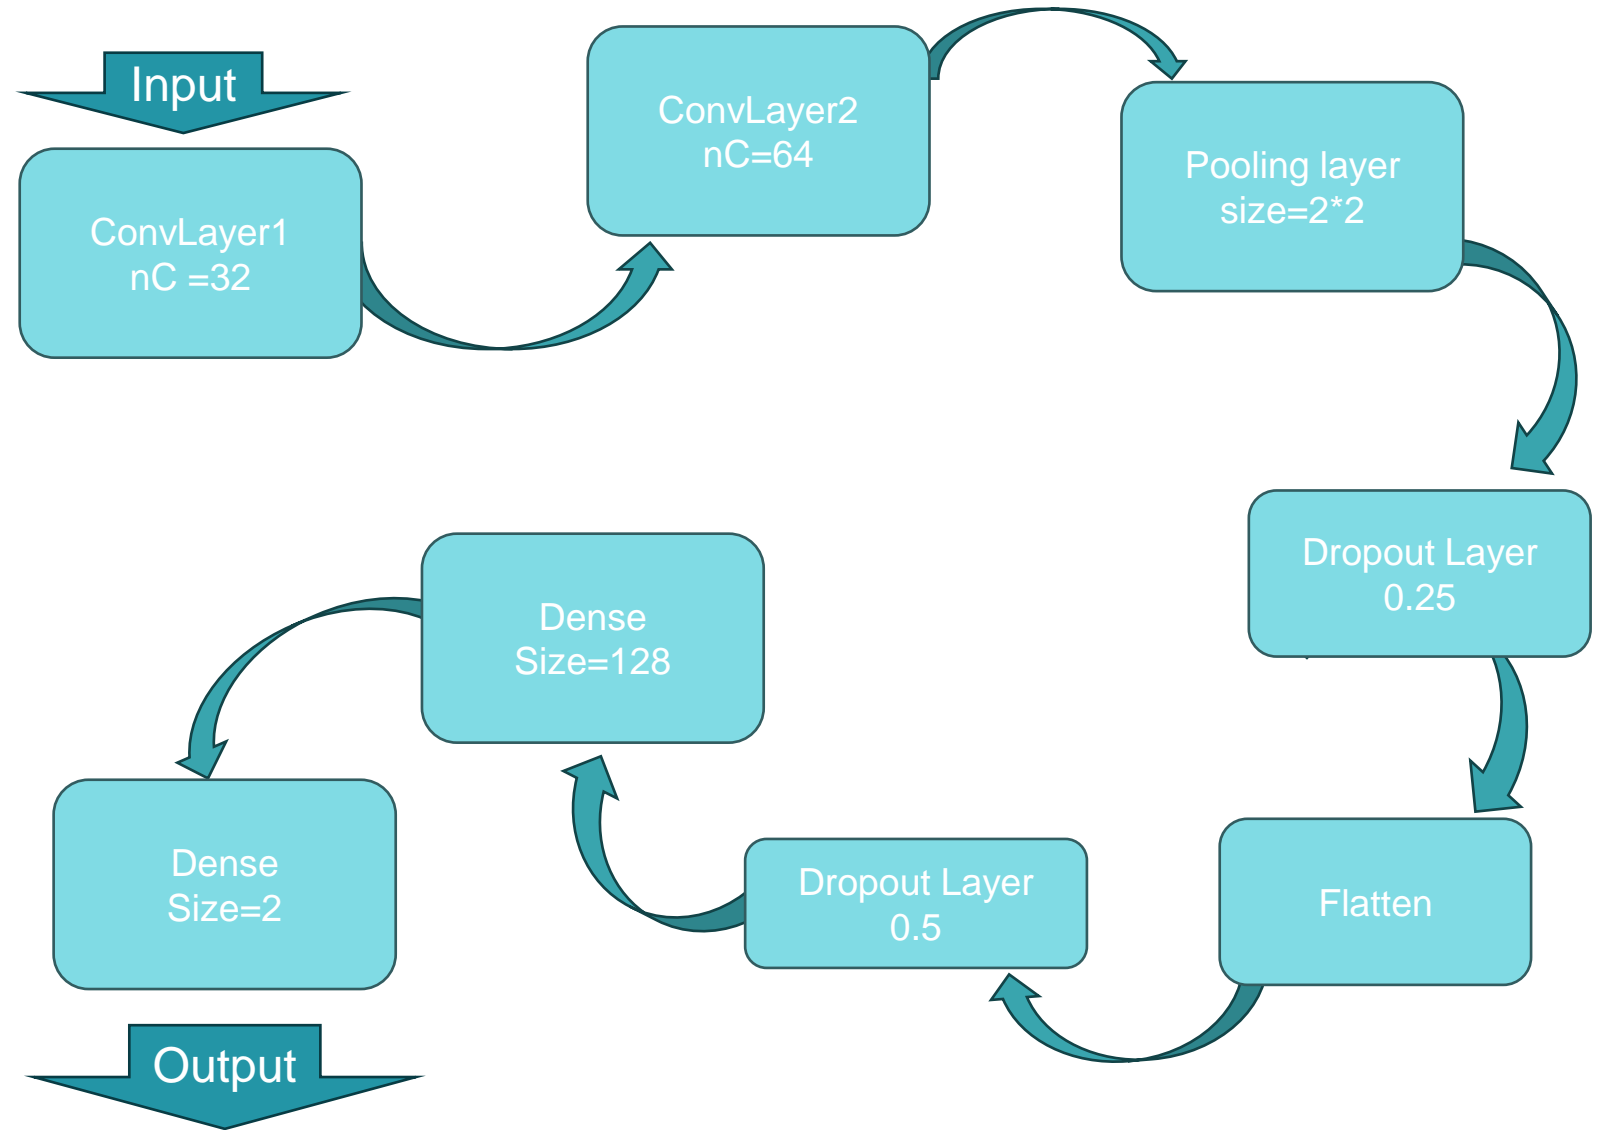 Input
ConvLayer1
nC =32
ConvLayer2
nC=64
Pooling layer
size=2*2
Dropout Layer
0.25
Flatten
Dropout Layer
0.5
Dense
Size=128
Dense
Size=2
Output